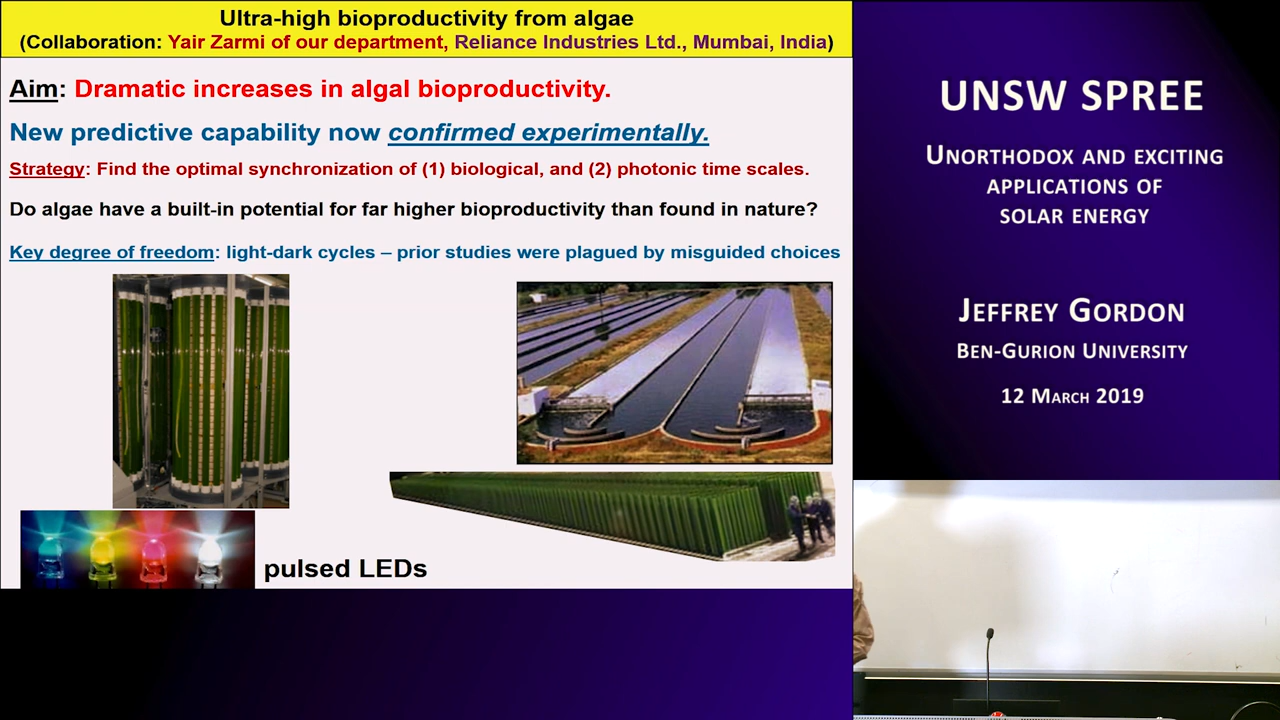 Ultra-high bioproductivity from algae
(Collaboration: Yair Zarmi of our department, Reliance Industries Ltd., Mumbai, India)
Aim: Dramatic increases in algal bioproductivity.
New predictive capability now confirmed experimentally.
Strategy: Find the optimal synchronization of (1) biological, and (2) photonic time scales.
Do algae have a built-in potential for far higher bioproductivity than found in nature?
Key degree of freedom: light-dark cycles – prior studies were plagued by misguided choices
pulsed LEDs
UNSW SPREE
Unorthodox and exciting
applications of
solar energy
Jeffrey Gordon
Ben-Gurion University
12 March 2019